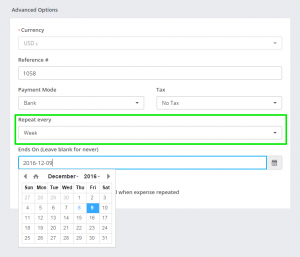 Advanced Options
* Currency
USD $
Reference #
1058
Payment Mode Tax
Bank No Tax
Repeat every
Week
Ends On (Leave blank for never)
2016-12-09
December 2016
Sun Mon Tue Wed Thu Fri Sat
27 28 29 30 1 2 3
4 5 6 7 8 9 10
11 12 13 14 15 16 17
18 19 20 21 22 23 24
25 26 27 28 29 30 31
d when expense repeated